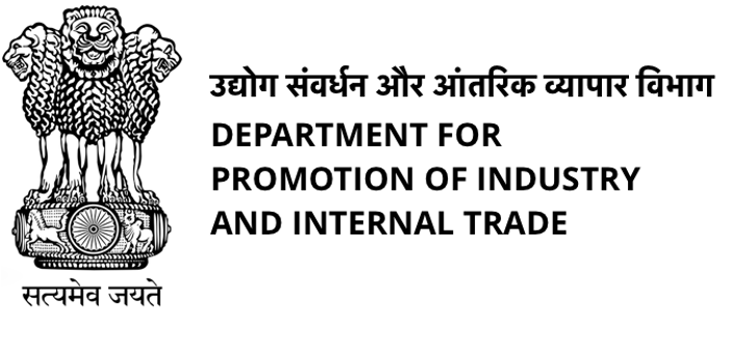 उद्योग संवर्धन और आंतरिक व्यापार विभाग
DEPARTMENT FOR
PROMOTION OF INDUSTRY
AND INTERNAL TRADE
सत्यमेव जयते